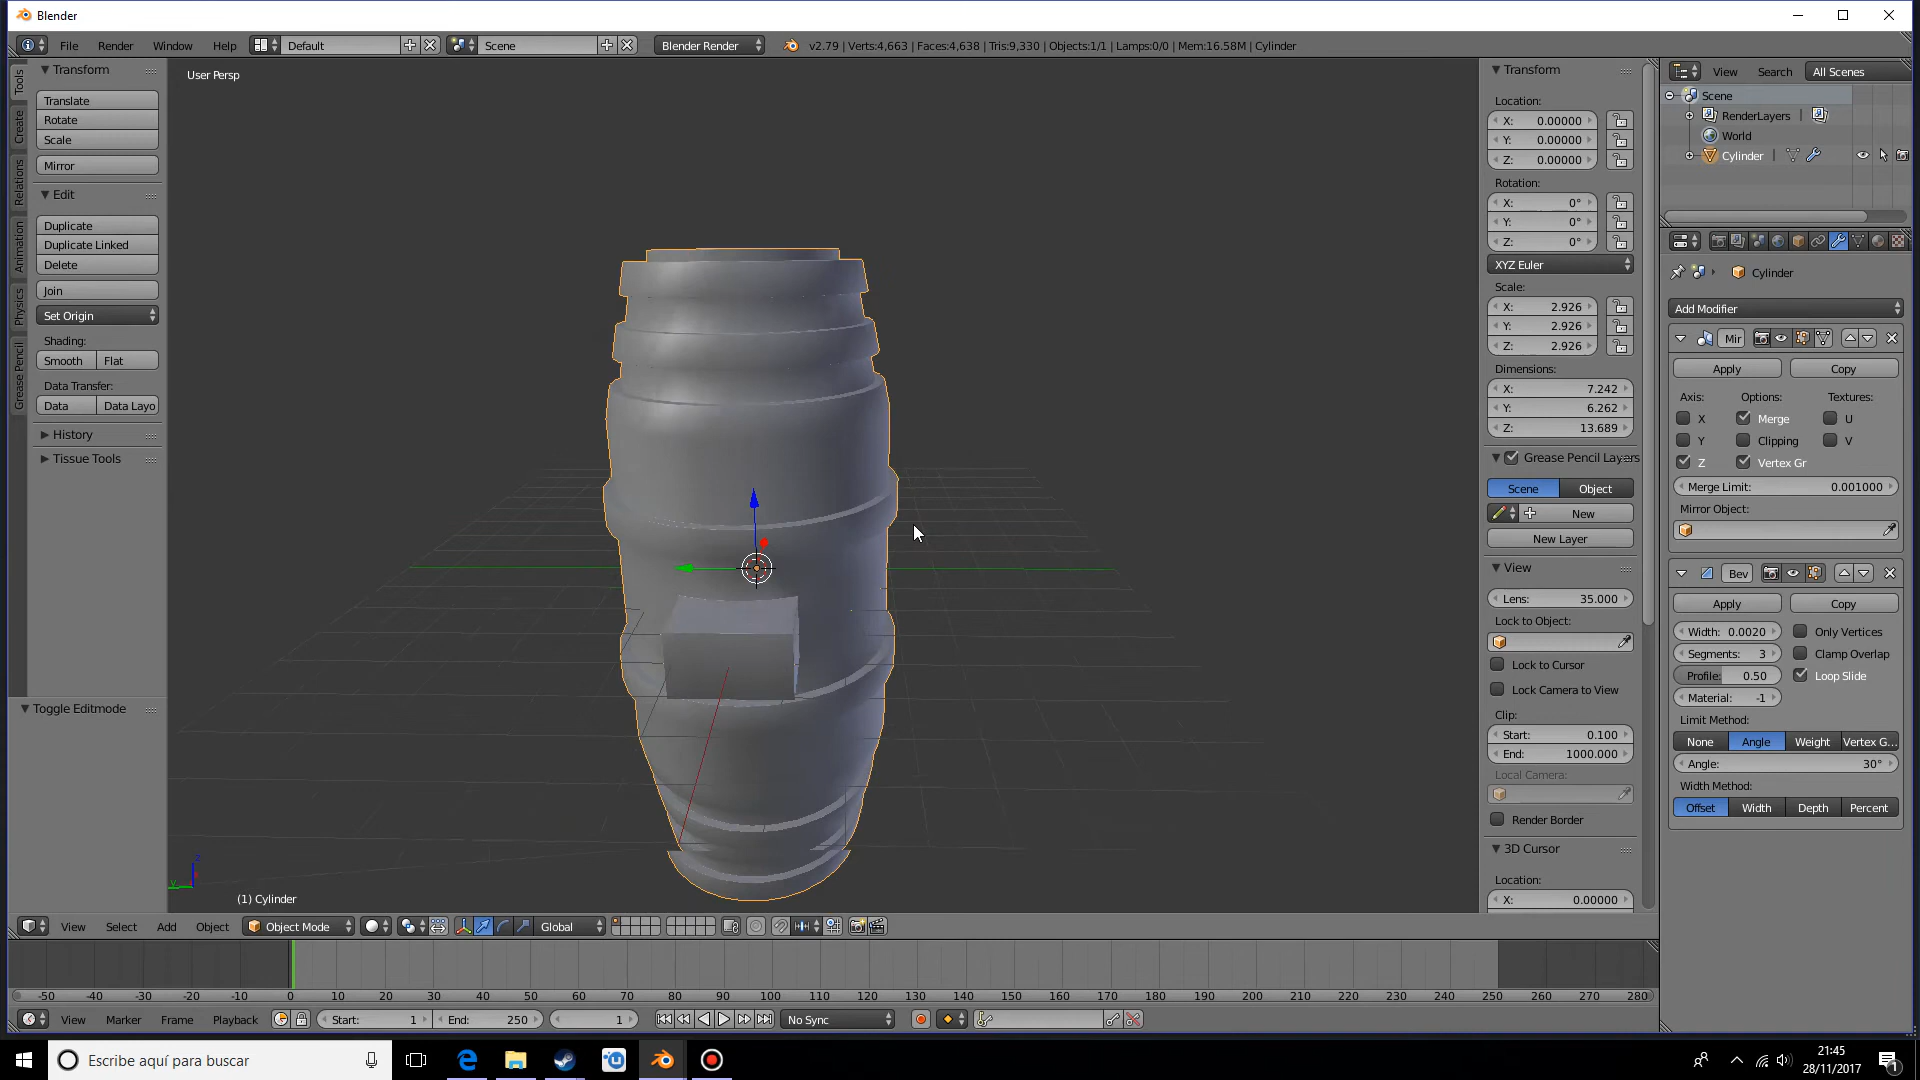 Blender
File Render Window Help Default Scene Blender Render v2.79 | Verts:4,663 | Faces:4,638 | Tris:9,330 | Objects:1/1 | Lamps:0/0 | Mem:16.58M | Cylinder
Tools
Create
Relations
Animation
Physics
Grease Pencil
Transform
Translate
Rotate
Scale
Mirror
Edit
Duplicate
Duplicate Linked
Delete
Join
Set Origin
Shading:
Smooth Flat
Data Transfer:
Data Data Layo
History
Tissue Tools
Toggle Editmode
User Persp
z
y
(1) Cylinder
Transform
Location:
X: 0.00000
Y: 0.00000
Z: 0.00000
Rotation:
X: 0°
Y: 0°
Z: 0°
XYZ Euler
Scale:
X: 2.926
Y: 2.926
Z: 2.926
Dimensions:
X: 7.242
Y: 6.262
Z: 13.689
Grease Pencil Layers
Scene Object
New
New Layer
View
Lens: 35.000
Lock to Object:
Lock to Cursor
Lock Camera to View
Clip:
Start: 0.100
End: 1000.000
Local Camera:
Render Border
3D Cursor
Location:
X: 0.00000
View Search All Scenes
Scene
RenderLayers
World
Cylinder
Cylinder
Add Modifier
Mir
Apply Copy
Axis: Options: Textures:
X Merge U
Y Clipping V
Z Vertex Gr
Merge Limit: 0.001000
Mirror Object:
Bev
Apply Copy
Width: 0.0020 Only Vertices
Segments: 3 Clamp Overlap
Profile: 0.50 Loop Slide
Material: -1
Limit Method:
None Angle Weight Vertex G...
Angle: 30°
Width Method:
Offset Width Depth Percent
View Select Add Object Object Mode Global
-50 -40 -30 -20 -10 0 10 20 30 40 50 60 70 80 90 100 110 120 130 140 150 160 170 180 190 200 210 220 230 240 250 260 270 280
View Marker Frame Playback Start: 1 End: 250 1 No Sync
Escribe aquí para buscar
21:45
28/11/2017
1